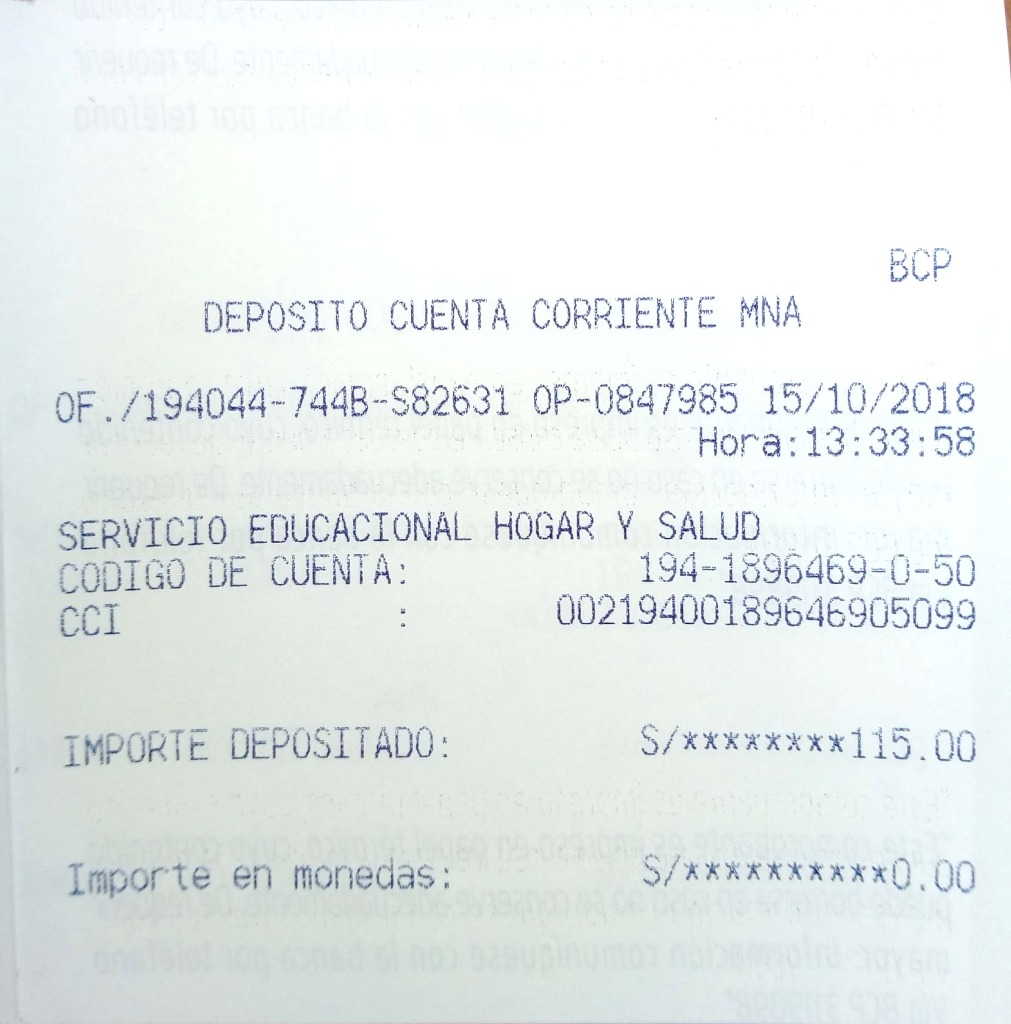 BCP
DEPOSITO CUENTA CORRIENTE MNA
OF./194044-744B-S82631 OP-0847985 15/10/2018
Hora:13:33:58
SERVICIO EDUCACIONAL HOGAR Y SALUD
CODIGO DE CUENTA: 194-1896469-0-50
CCI : 00219400189646905099
IMPORTE DEPOSITADO: S/********115.00
Importe en monedas: S/**********0.00